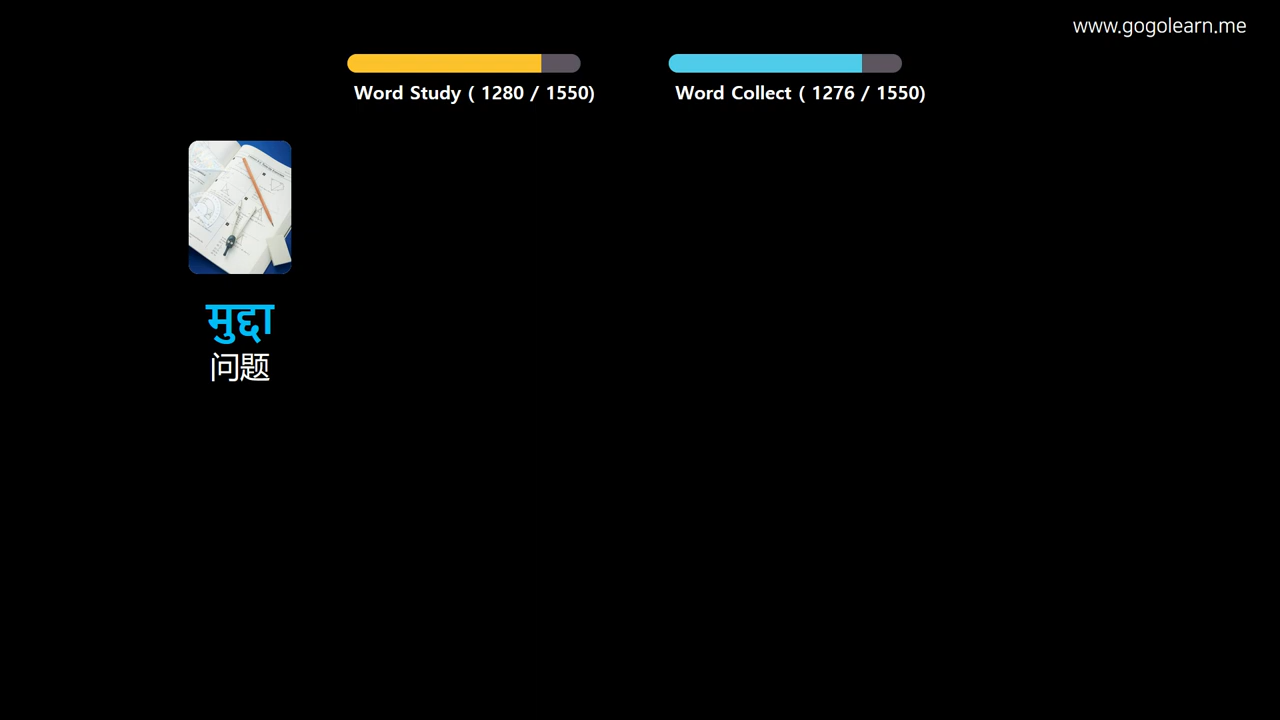 www.gogolearn.me
Word Study ( 1280 / 1550)
Word Collect ( 1276 / 1550)
मुद्दा
问题